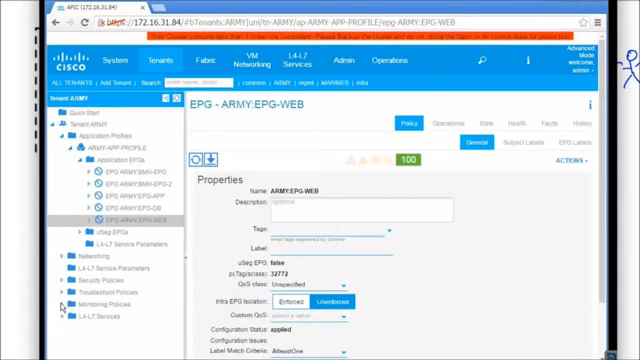 APIC (172.16.31.84)
https://172.16.31.84/#bTenants:ARMY|uni/tn-ARMY/ap-ARMY-APP-PROFILE/epg-ARMY:EPG-WEB
cisco
System Tenants Fabric VM Networking L4-L7 Services Admin Operations
Advanced Mode
welcome, admin
ALL TENANTS | Add Tenant | Search: enter name, | common | ARMY | mgmt | MARINES | infra
Tenant ARMY
Quick Start
Tenant ARMY
Application Profiles
ARMY-APP-PROFILE
Application EPGs
EPG ARMY:BMH-EPG
EPG ARMY:BMH-EPG-2
EPG ARMY:EPG-APP
EPG ARMY:EPG-DB
EPG ARMY:EPG-WEB
uSeg EPGs
L4-L7 Service Parameters
Networking
L4-L7 Service Parameters
Security Policies
Troubleshoot Policies
Monitoring Policies
L4-L7 Services
EPG - ARMY:EPG-WEB
i
Policy Operational Stats Health Faults History
General Subject Labels EPG Labels
100
ACTIONS
Properties
Name: ARMY:EPG-WEB
Description: optional
Tags:
enter tags separated by comma
Label:
uSeg EPG: false
pcTag(sclass): 32772
QoS class: Unspecified
Intra EPG Isolation: Enforced Unenforced
Custom QoS: select a value
Configuration Status: applied
Configuration Issues:
Label Match Criteria: AtleastOne